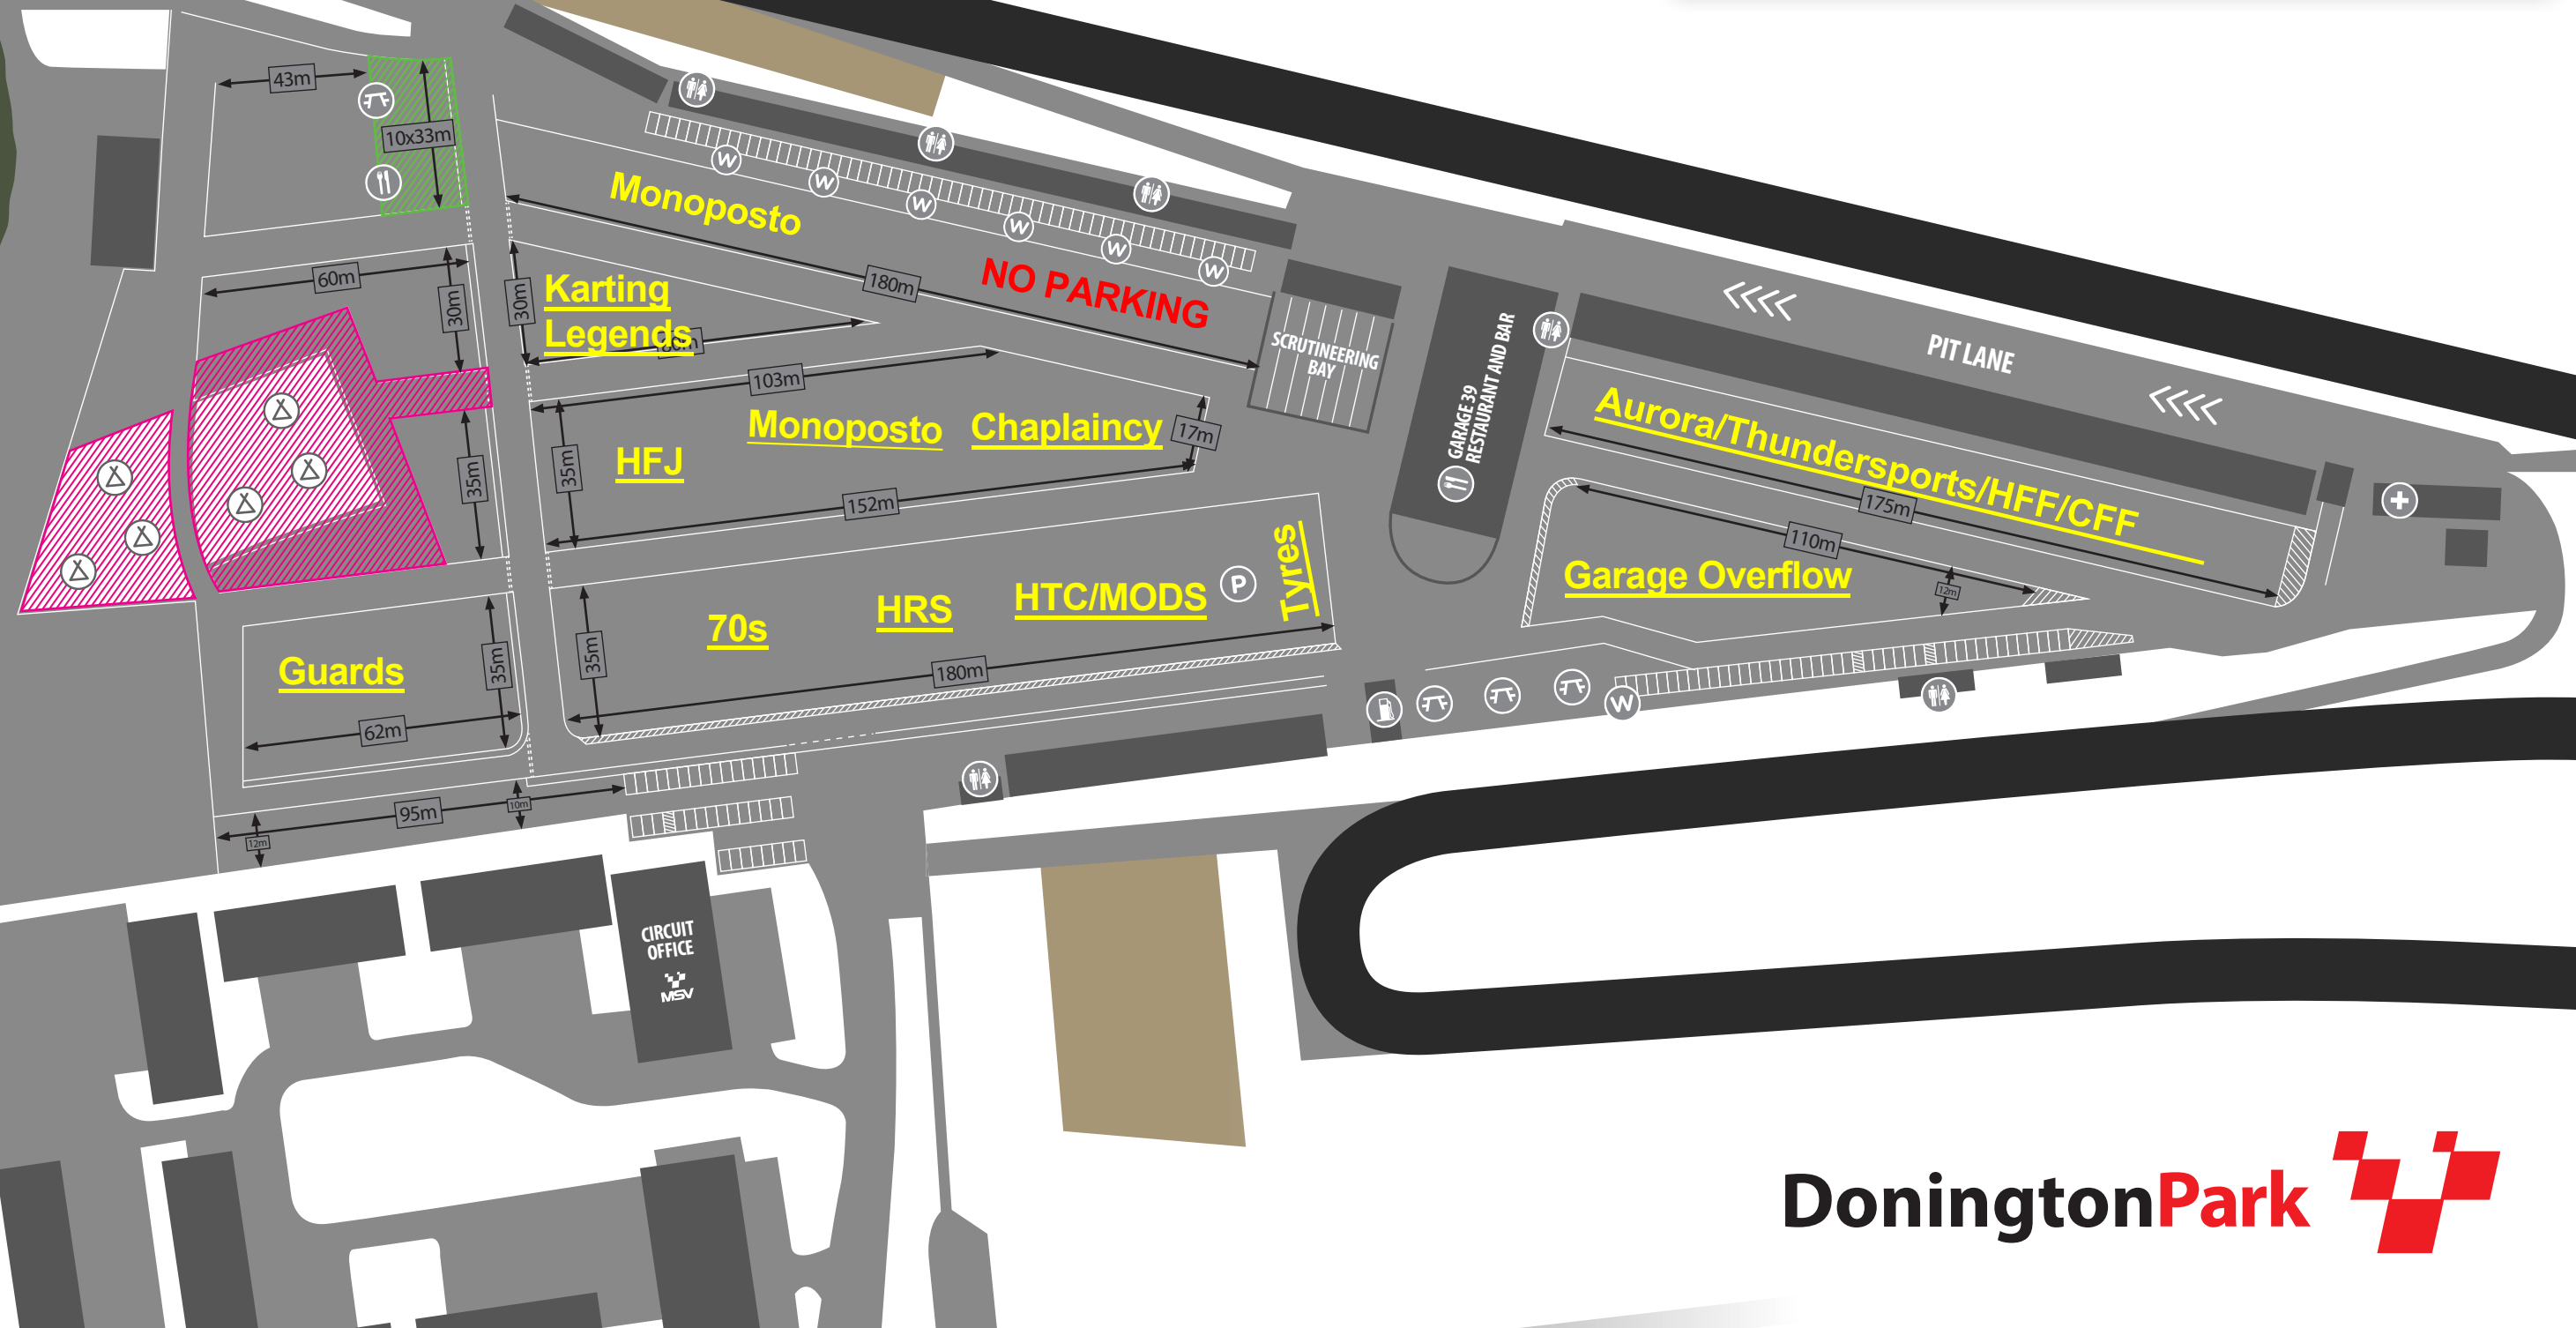 43m
10x33m
60m
30m
30m
Monoposto
180m
NO PARKING
Karting
Legends
80m
103m
35m
35m
HFJ
Monoposto
Chaplaincy
17m
152m
SCRUTINEERING
BAY
GARAGE 39
RESTAURANT AND BAR
PIT LANE
Aurora/Thundersports/HFF/CFF
175m
110m
Garage Overflow
12m
W
W
W
W
W
W
Guards
35m
62m
35m
70s
HRS
HTC/MODS
P
Tyres
180m
W
95m
10m
12m
CIRCUIT
OFFICE
MSV
DoningtonPark